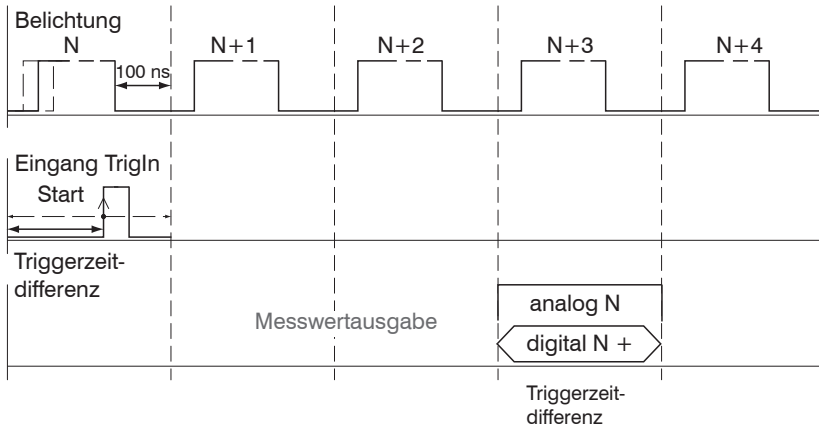 Belichtung
N N+1 N+2 N+3 N+4
100 ns
Eingang TrigIn
Start
Triggerzeit-
differenz
analog N
Messwertausgabe
digital N +
Triggerzeit-
differenz